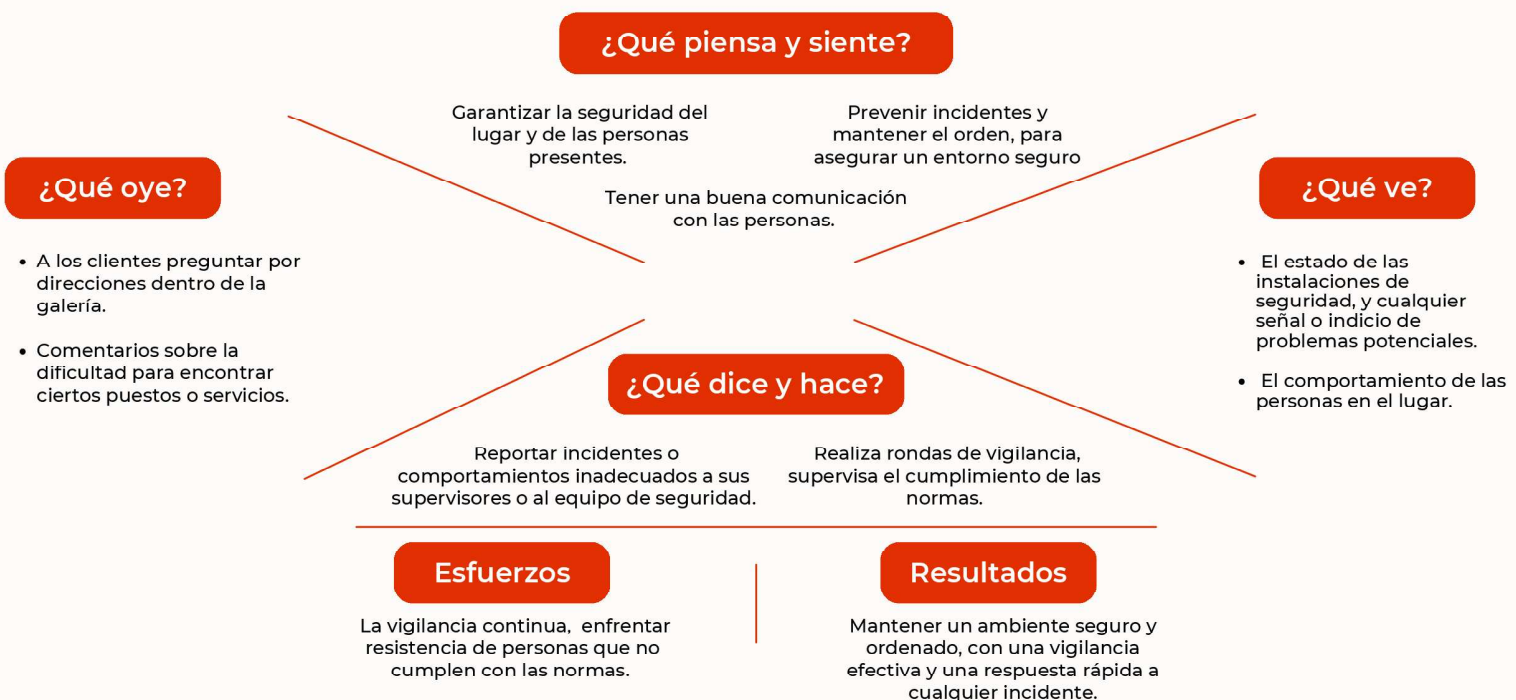 ¿Qué piensa y siente?
Garantizar la seguridad del
lugar y de las personas
presentes.
Prevenir incidentes y
mantener el orden, para
asegurar un entorno seguro
Tener una buena comunicación
con las personas.
¿Qué oye?
• A los clientes preguntar por
direcciones dentro de la
galería.
• Comentarios sobre la
dificultad para encontrar
ciertos puestos o servicios.
¿Qué ve?
• El estado de las
instalaciones de
seguridad, y cualquier
señal o indicio de
problemas potenciales.
• El comportamiento de las
personas en el lugar.
¿Qué dice y hace?
Reportar incidentes o
comportamientos inadecuados a sus
supervisores o al equipo de seguridad.
Realiza rondas de vigilancia,
supervisa el cumplimiento de las
normas.
Esfuerzos
La vigilancia continua, enfrentar
resistencia de personas que no
cumplen con las normas.
Resultados
Mantener un ambiente seguro y
ordenado, con una vigilancia
efectiva y una respuesta rápida a
cualquier incidente.